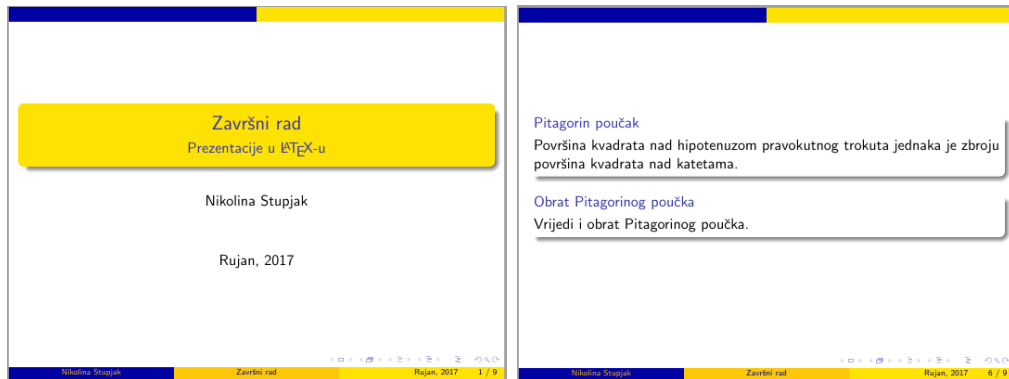 Završni rad
Prezentacije u LATEX-u
Nikolina Stupjak
Rujan, 2017
Nikolina Stupjak Završni rad Rujan, 2017 1 / 9
Pitagorin poučak
Površina kvadrata nad hipotenuzom pravokutnog trokuta jednaka je zbroju
površina kvadrata nad katetama.
Obrat Pitagorinog poučka
Vrijedi i obrat Pitagorinog poučka.
Nikolina Stupjak Završni rad Rujan, 2017 6 / 9